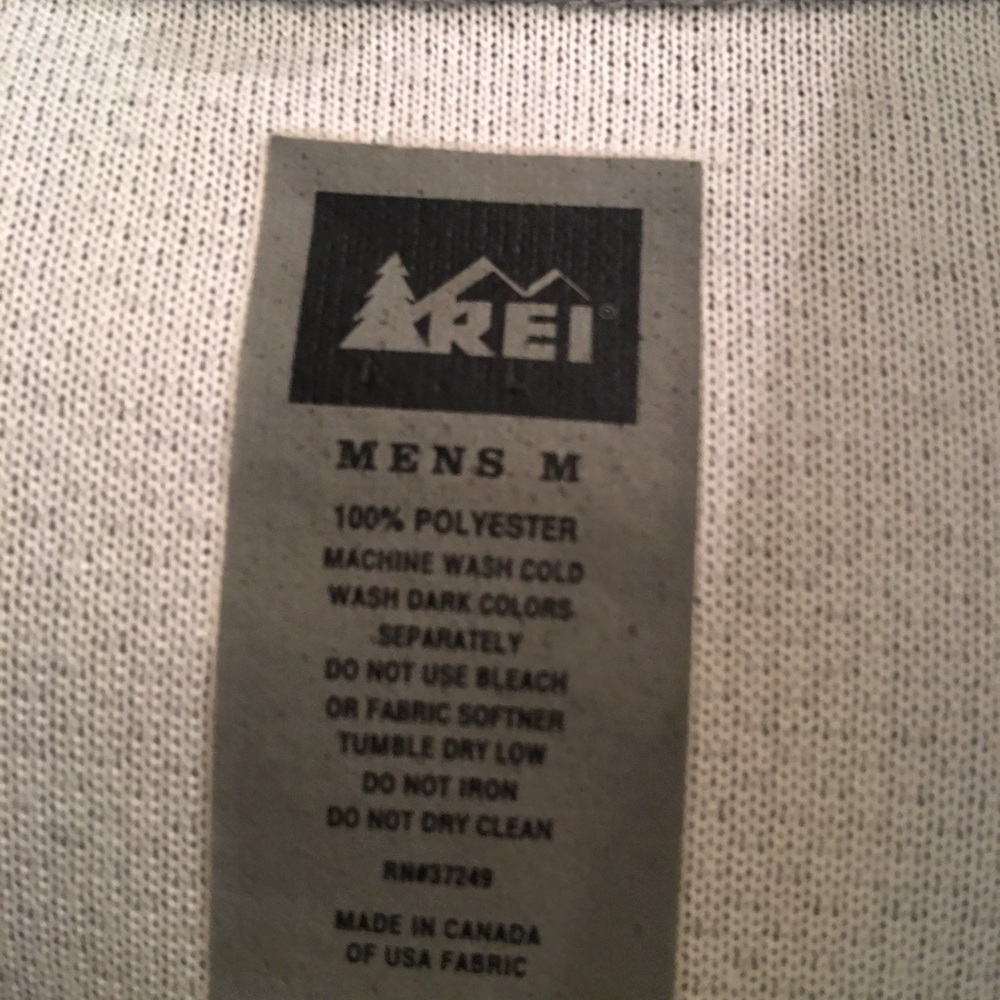 REI®
MENS M
100% POLYESTER
MACHINE WASH COLD
WASH DARK COLORS
SEPARATELY
DO NOT USE BLEACH
OR FABRIC SOFTNER
TUMBLE DRY LOW
DO NOT IRON
DO NOT DRY CLEAN
RN#37249
MADE IN CANADA
OF USA FABRIC